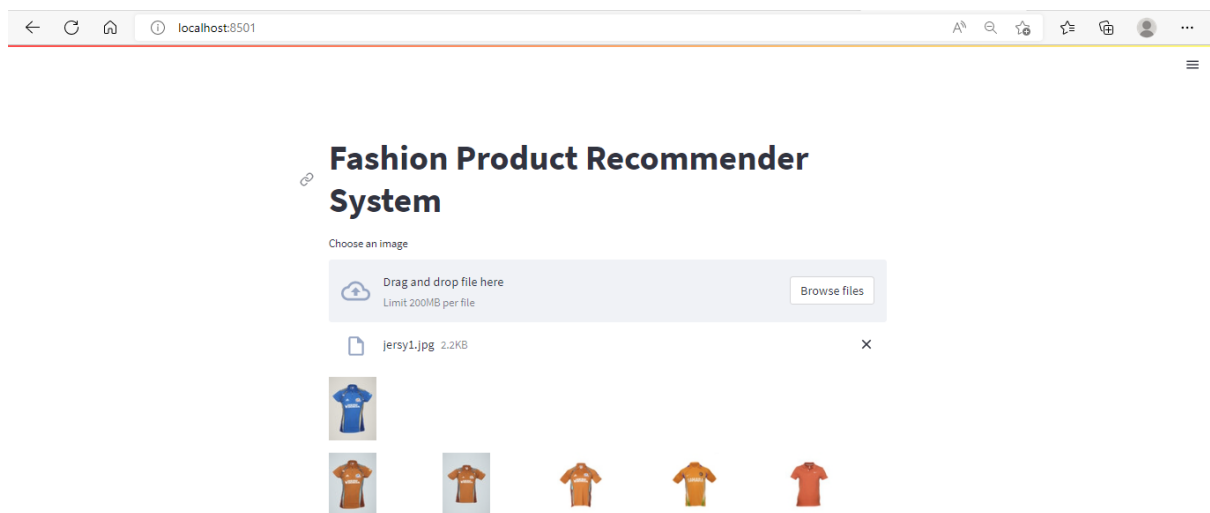 localhost:8501
Fashion Product Recommender
System
Choose an image
Drag and drop file here
Limit 200MB per file
Browse files
jersy1.jpg 2.2KB